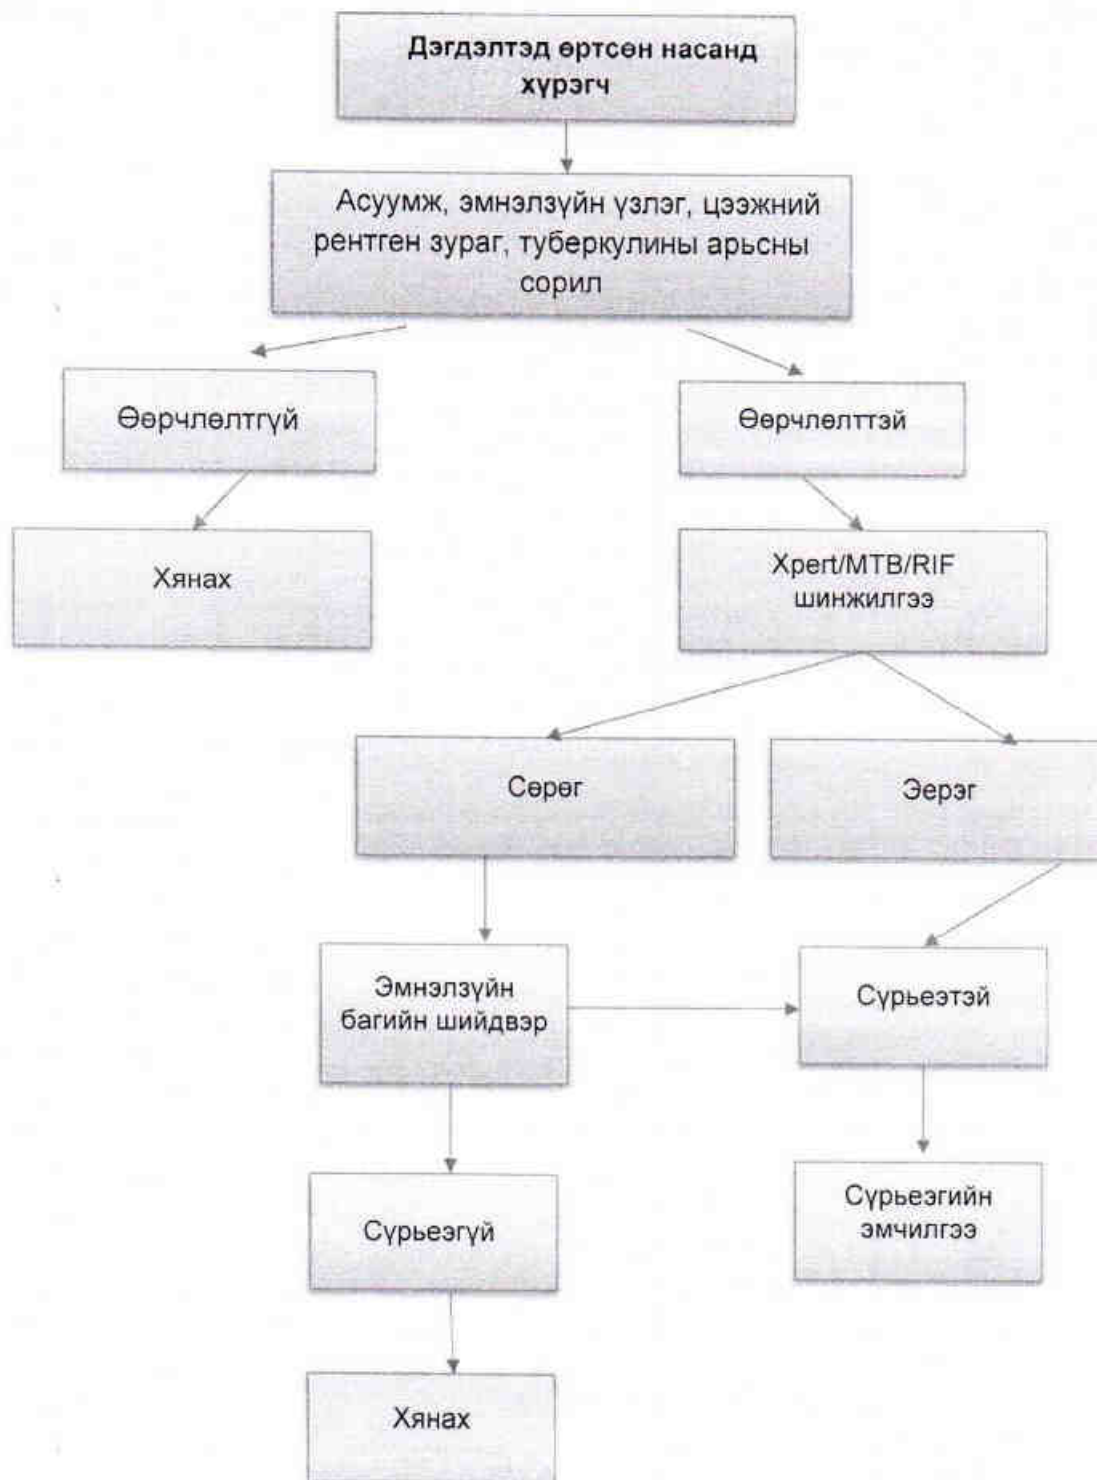 Дэгдэлтэд өртсөн насанд
хүрэгч
Асуумж, эмнэлзүйн үзлэг, цээжний
рентген зураг, туберкулины арьсны
сорил
Өөрчлөлтгүй
Өөрчлөлттэй
Хянах
Xpert/MTB/RIF
шинжилгээ
Сөрөг
Эерэг
Эмнэлзүйн
багийн шийдвэр
Сүрьеэтэй
Сүрьеэгүй
Сүрьеэгийн
эмчилгээ
Хянах